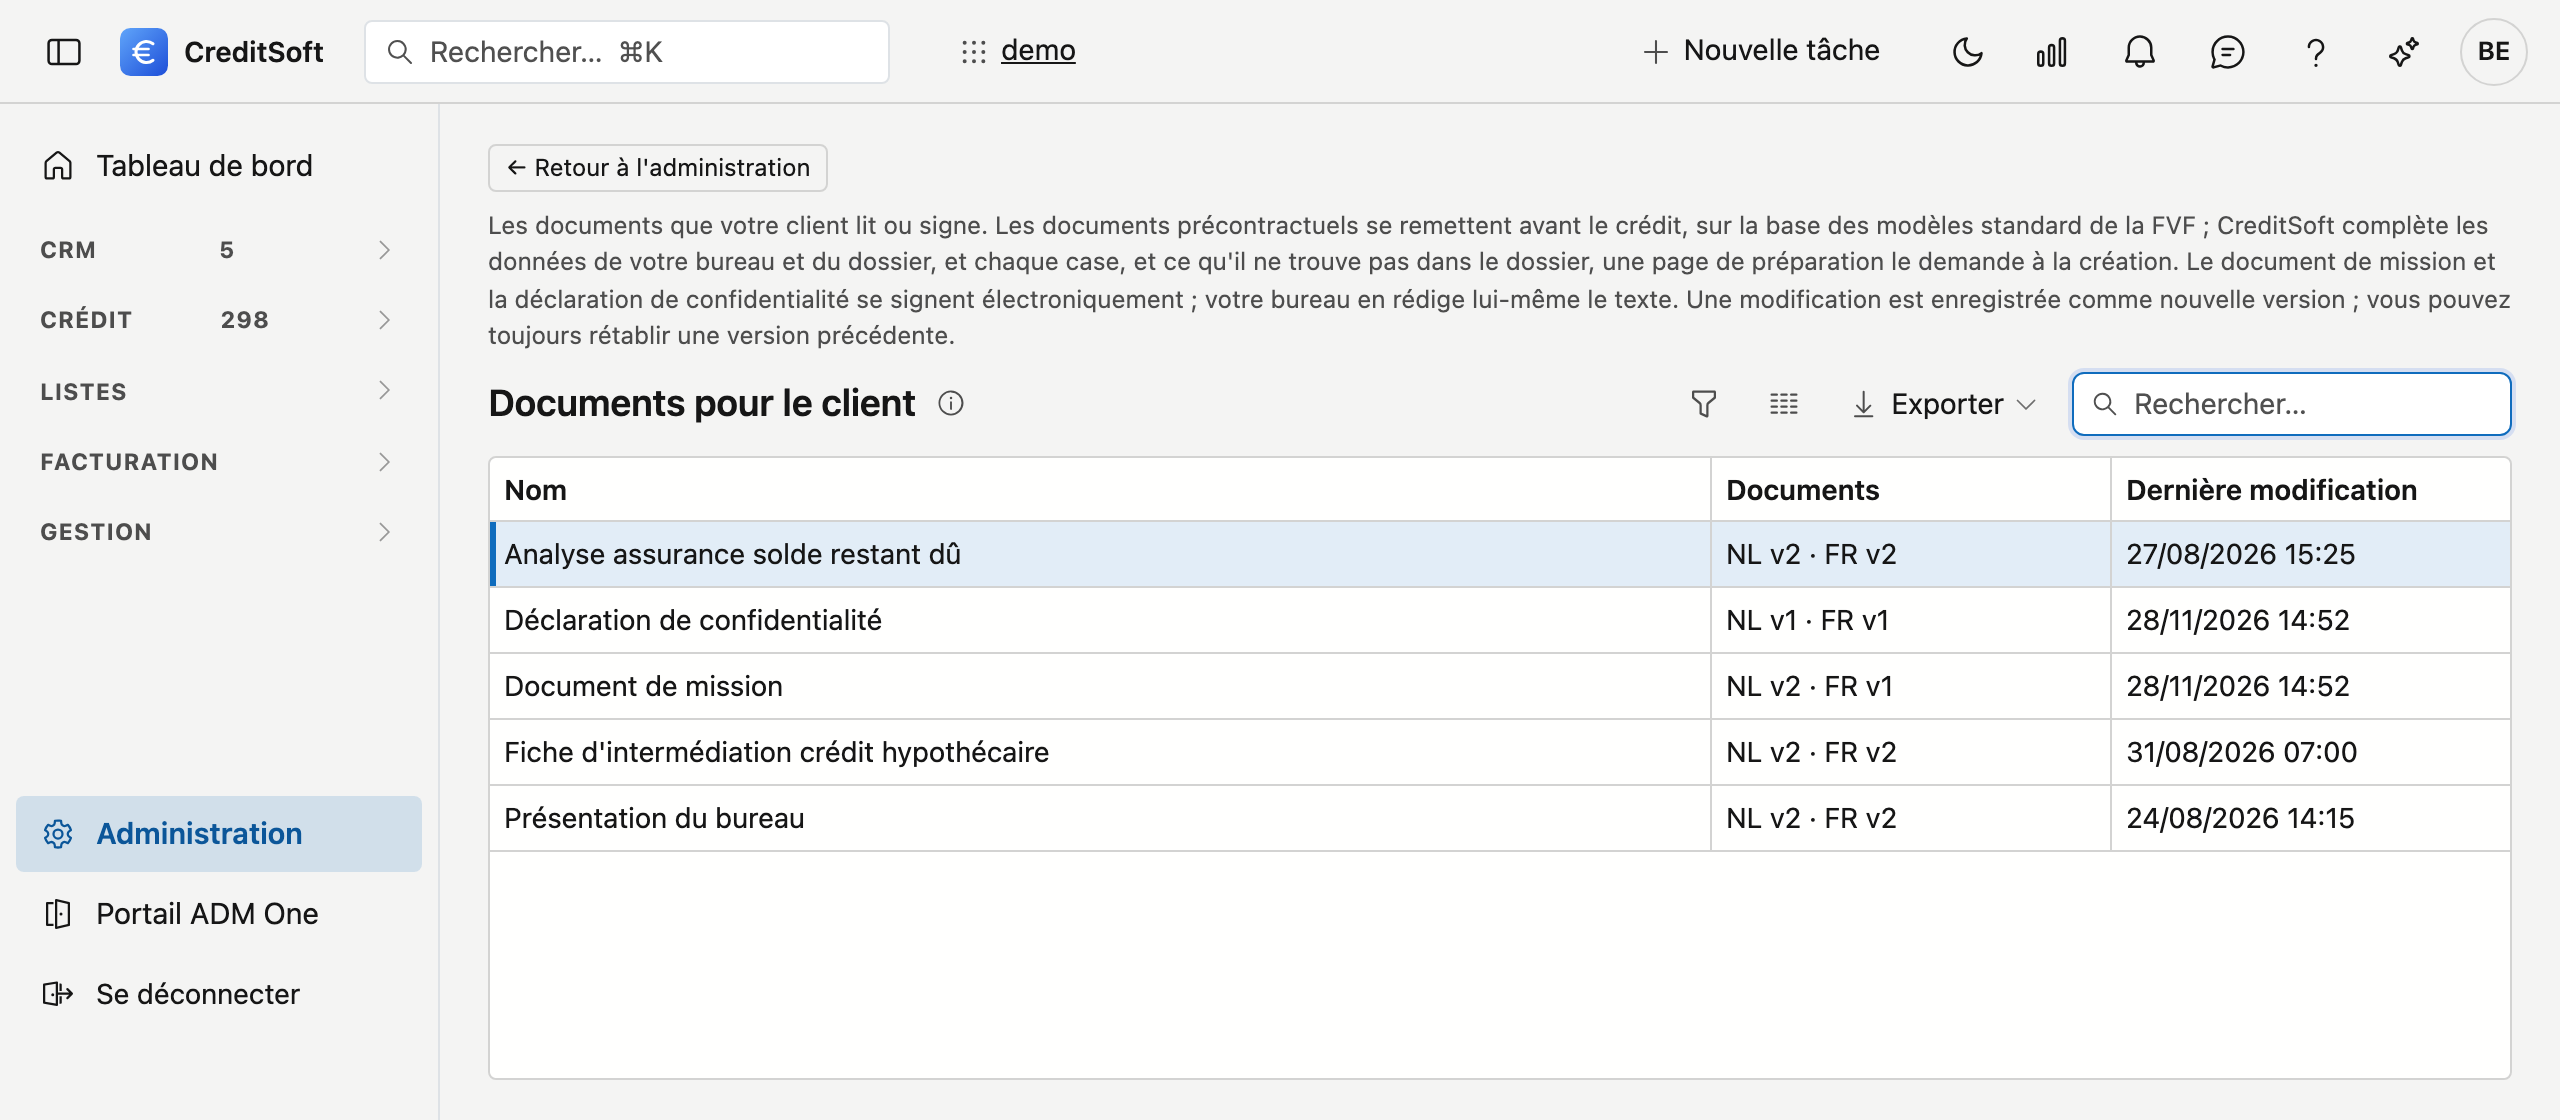 CreditSoft
Rechercher... ⌘K
demo
Nouvelle tâche
BE
Tableau de bord
CRM 5
CRÉDIT 298
LISTES
FACTURATION
GESTION
Administration
Portail ADM One
Se déconnecter
← Retour à l'administration
Les documents que votre client lit ou signe. Les documents précontractuels se remettent avant le crédit, sur la base des modèles standard de la FVF ; CreditSoft complète les
données de votre bureau et du dossier, et chaque case, et ce qu'il ne trouve pas dans le dossier, une page de préparation le demande à la création. Le document de mission et
la déclaration de confidentialité se signent électroniquement ; votre bureau en rédige lui-même le texte. Une modification est enregistrée comme nouvelle version ; vous pouvez
toujours rétablir une version précédente.
Documents pour le client
Exporter
Rechercher...
Nom Documents Dernière modification
Analyse assurance solde restant dû NL v2 · FR v2 27/08/2026 15:25
Déclaration de confidentialité NL v1 · FR v1 28/11/2026 14:52
Document de mission NL v2 · FR v1 28/11/2026 14:52
Fiche d'intermédiation crédit hypothécaire NL v2 · FR v2 31/08/2026 07:00
Présentation du bureau NL v2 · FR v2 24/08/2026 14:15